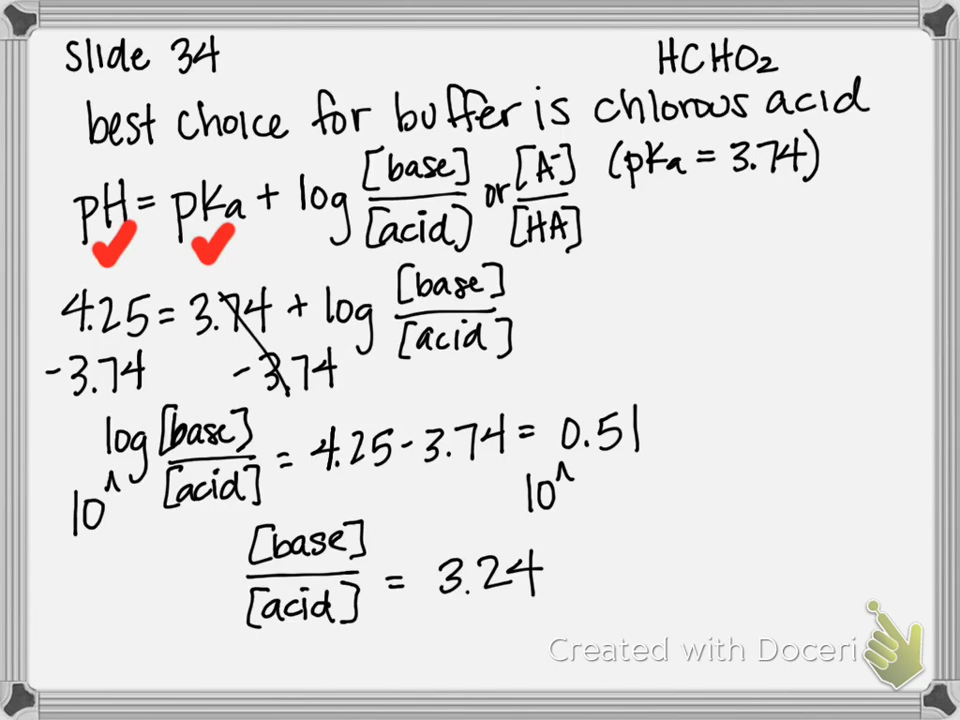 Slide 34 HCHO₂
best choice for buffer is chlorous acid
(pKa = 3.74)
pH = pKa + log [base]/[acid] or [A⁻]/[HA]
4.25 = 3.74 + log [base]/[acid]
-3.74 -3.74
log [base]/[acid] = 4.25 - 3.74 = 0.51
10^ 10^
[base]/[acid] = 3.24
Created with Doceri